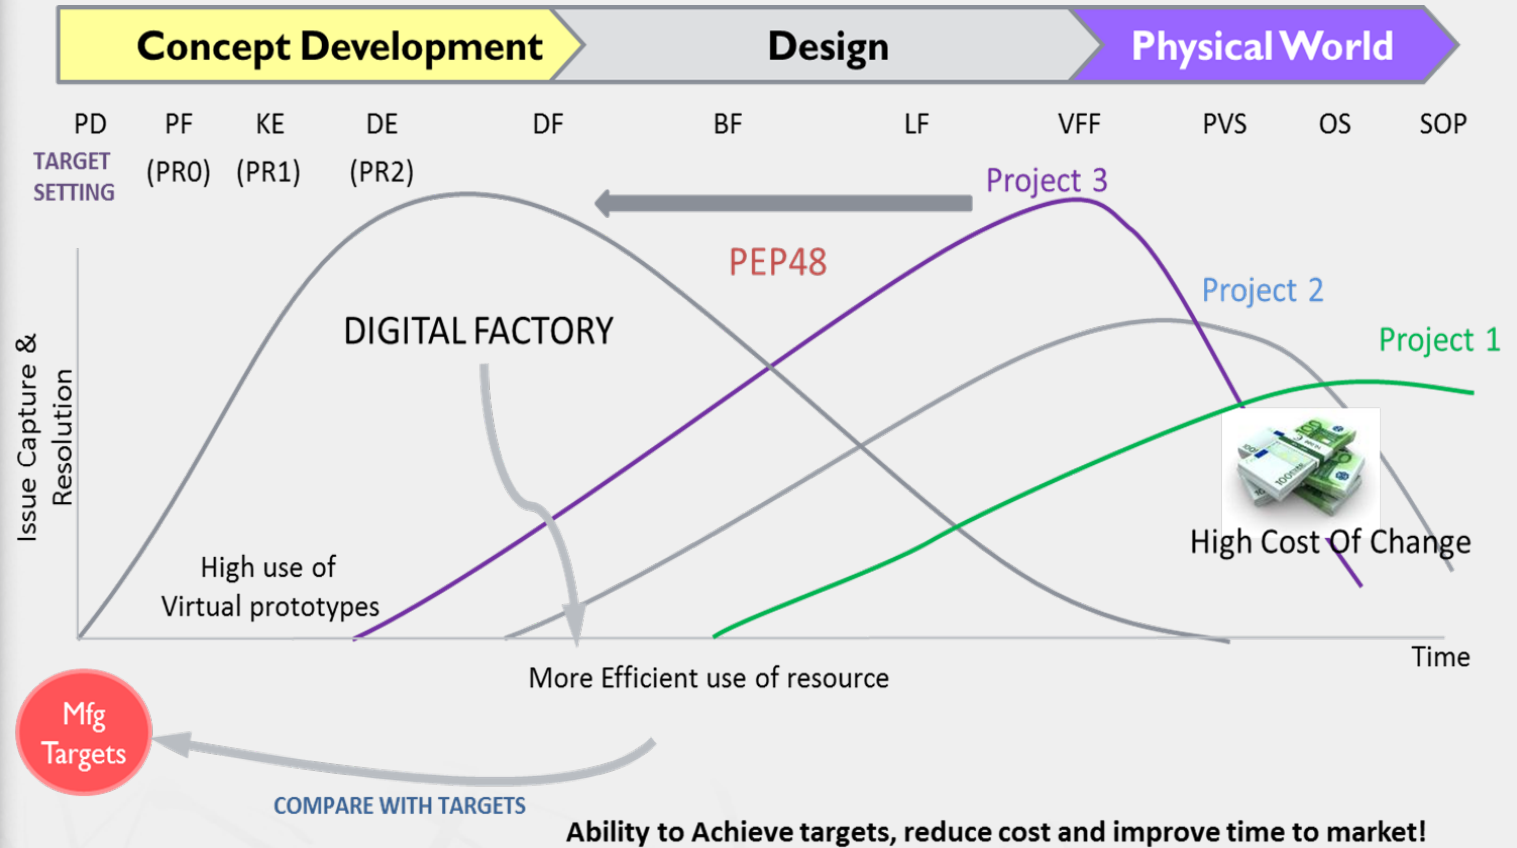 Concept Development
Design
Physical World
PD PF KE DE DF BF LF VFF PVS OS SOP
TARGET
SETTING
(PR0) (PR1) (PR2)
Project 3
PEP48
Project 2
DIGITAL FACTORY
Project 1
Issue Capture &
Resolution
100
High Cost Of Change
High use of
Virtual prototypes
Time
More Efficient use of resource
Mfg
Targets
COMPARE WITH TARGETS
Ability to Achieve targets, reduce cost and improve time to market!